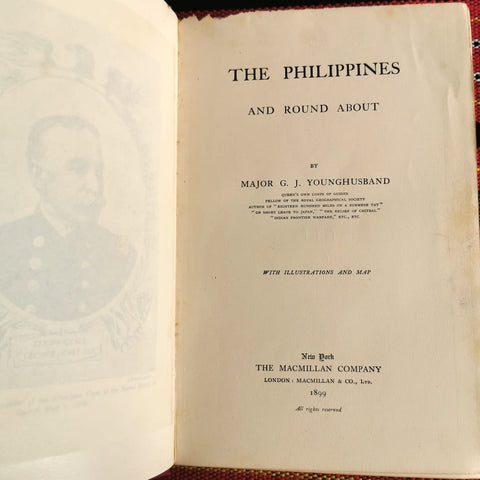 THE PHILIPPINES
AND ROUND ABOUT
BY
MAJOR G. J. YOUNGHUSBAND
QUEEN'S OWN CORPS OF GUIDES
FELLOW OF THE ROYAL GEOGRAPHICAL SOCIETY
AUTHOR OF "EIGHTEEN HUNDRED MILES ON A BURMESE TAT"
"ON SHORT LEAVE TO JAPAN," "THE RELIEF OF CHITRAL"
"INDIAN FRONTIER WARFARE," ETC., ETC.
WITH ILLUSTRATIONS AND MAP
New York
THE MACMILLAN COMPANY
LONDON: MACMILLAN & CO., LTD.
1899
All rights reserved